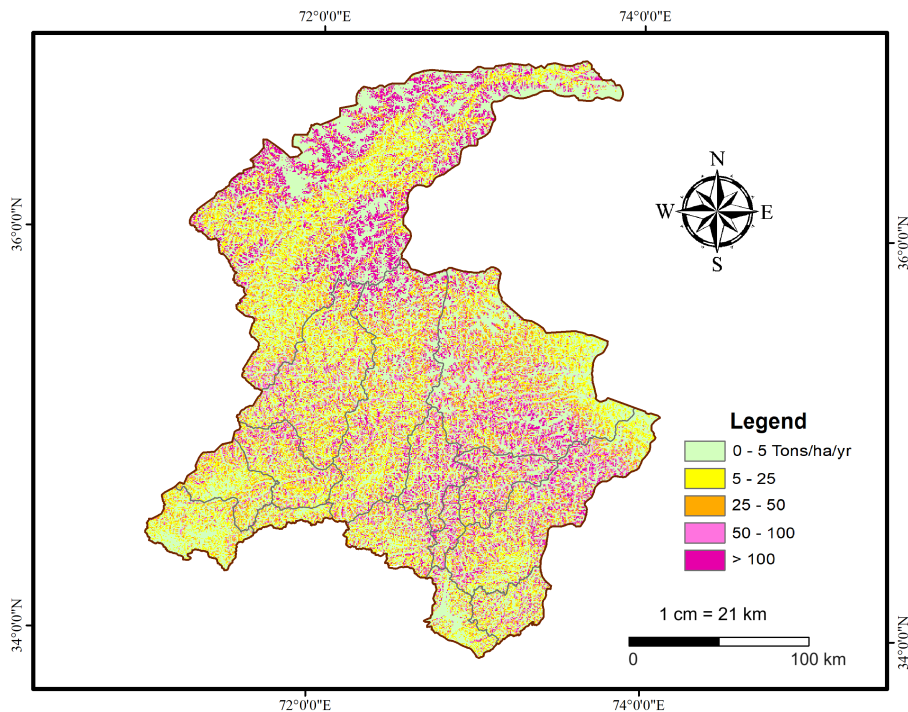 72°0'0"E 74°0'0"E
36°0'0"N
36°0'0"N
N
W E
S
Legend
0 - 5 Tons/ha/yr
5 - 25
25 - 50
50 - 100
> 100
1 cm = 21 km
0 100 km
34°0'0"N
34°0'0"N
72°0'0"E 74°0'0"E